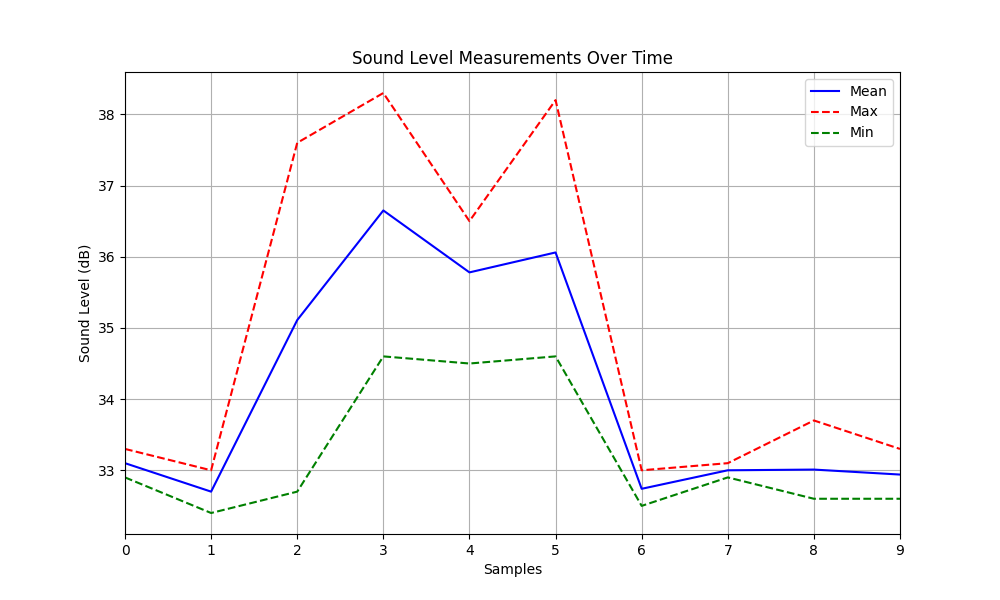 Sound Level Measurements Over Time
Mean
Max
Min
38
37
36
35
34
33
Sound Level (dB)
0 1 2 3 4 5 6 7 8 9
Samples